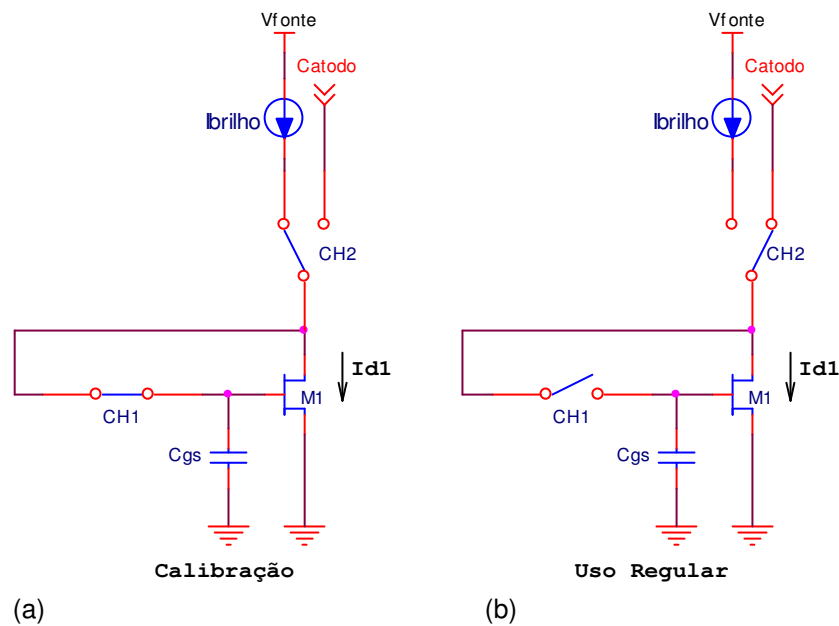 Vfonte
Catodo
Ibrilho
CH2
Id1
M1
CH1
Cgs
Calibração
(a)
Vfonte
Catodo
Ibrilho
CH2
Id1
M1
CH1
Cgs
Uso Regular
(b)